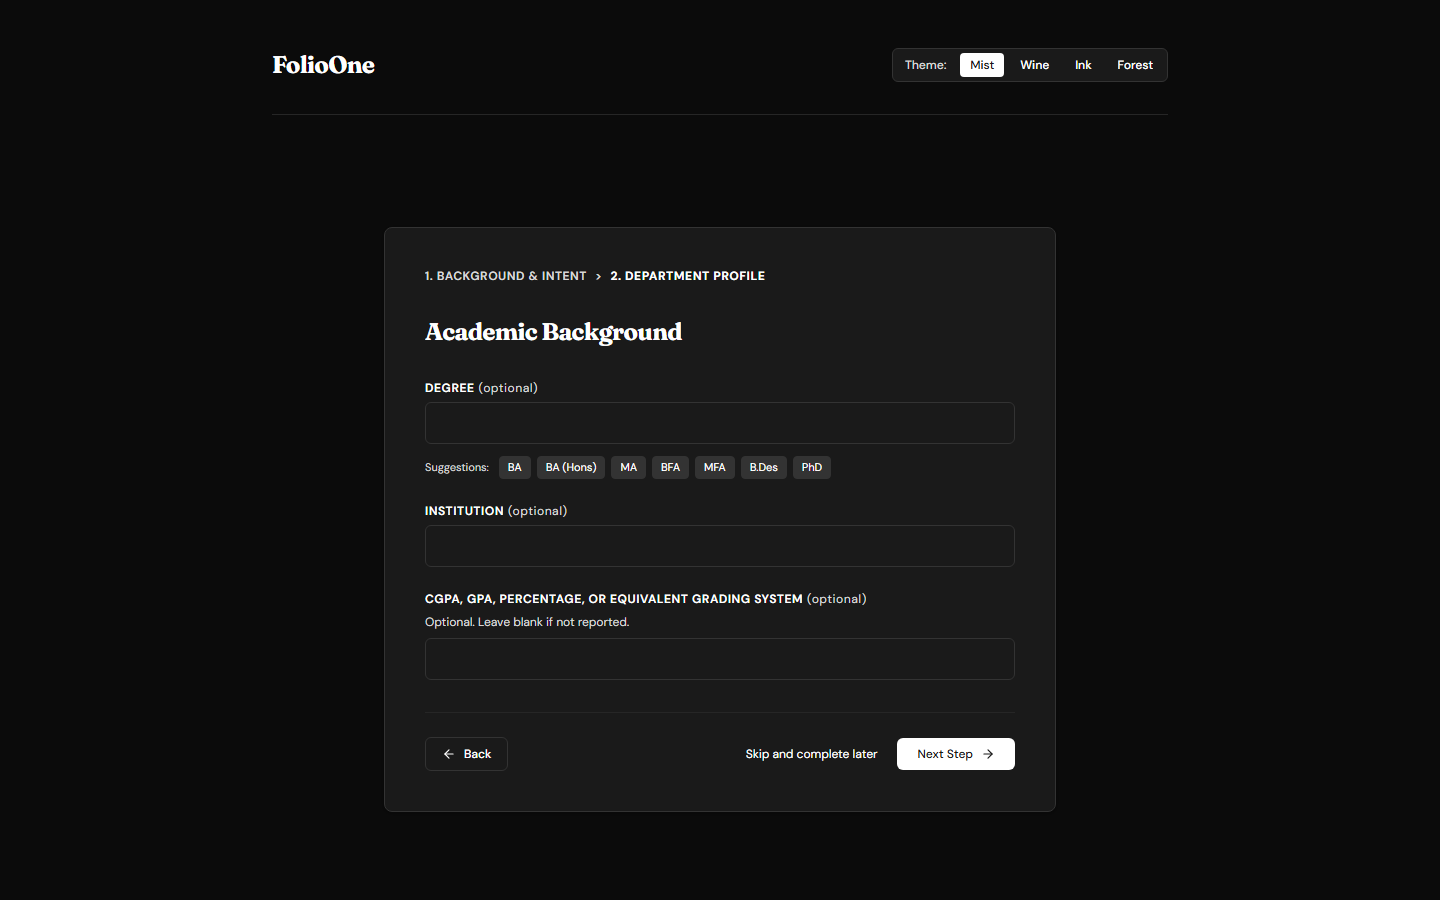 FolioOne
Theme: Mist Wine Ink Forest
1. BACKGROUND & INTENT > 2. DEPARTMENT PROFILE
Academic Background
DEGREE (optional)
Suggestions: BA BA (Hons) MA BFA MFA B.Des PhD
INSTITUTION (optional)
CGPA, GPA, PERCENTAGE, OR EQUIVALENT GRADING SYSTEM (optional)
Optional. Leave blank if not reported.
← Back Skip and complete later Next Step →